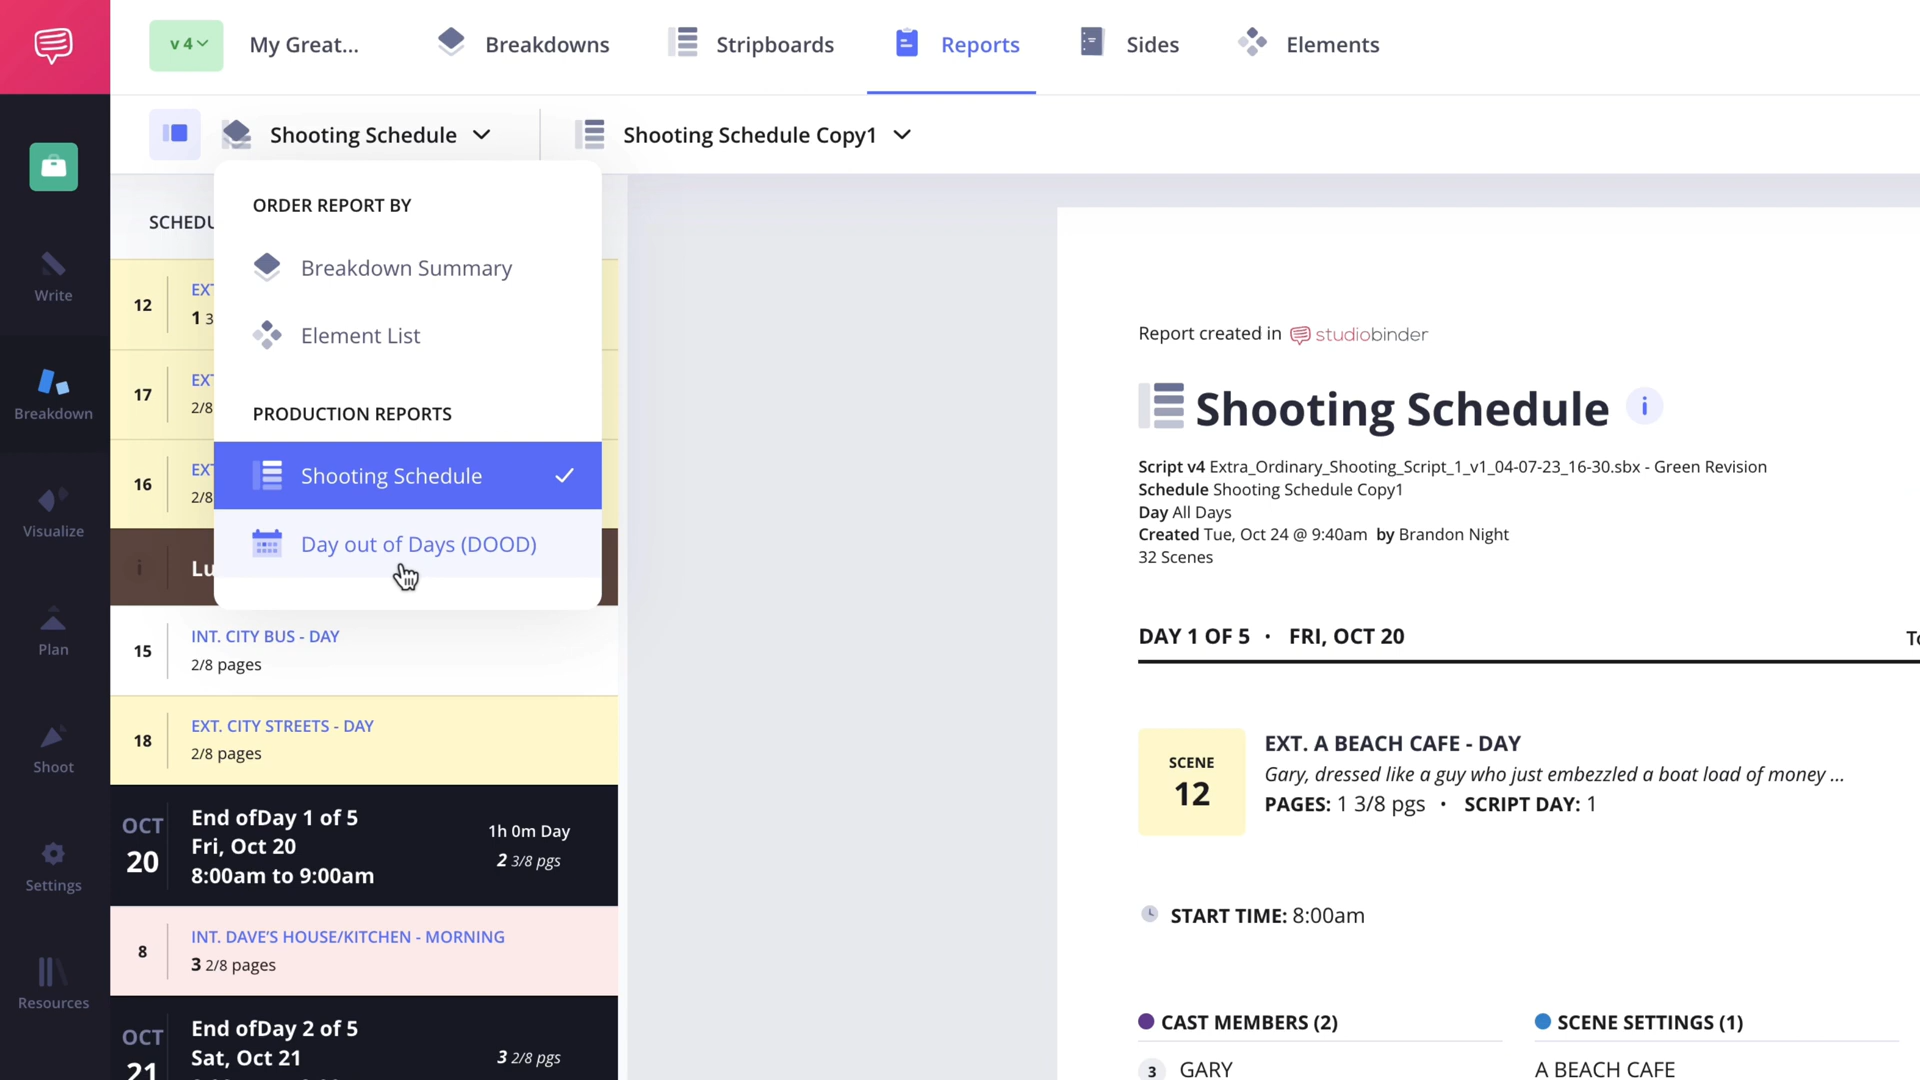 v 4
My Great...
Breakdowns
Stripboards
Reports
Sides
Elements
Shooting Schedule
Shooting Schedule Copy1
Write
Breakdown
Visualize
Plan
Shoot
Settings
Resources
ORDER REPORT BY
Breakdown Summary
Element List
PRODUCTION REPORTS
Shooting Schedule
Day out of Days (DOOD)
SCHEDU
12
EXT
1 3
17
EXT
2/8
16
EXT
2/8
i
Lu
15
INT. CITY BUS - DAY
2/8 pages
18
EXT. CITY STREETS - DAY
2/8 pages
OCT
20
End ofDay 1 of 5
Fri, Oct 20
8:00am to 9:00am
1h 0m Day
2 3/8 pgs
8
INT. DAVE'S HOUSE/KITCHEN - MORNING
3 2/8 pages
OCT
21
End ofDay 2 of 5
Sat, Oct 21
3 2/8 pgs
Report created in studiobinder
Shooting Schedule i
Script v4 Extra_Ordinary_Shooting_Script_1_v1_04-07-23_16-30.sbx - Green Revision
Schedule Shooting Schedule Copy1
Day All Days
Created Tue, Oct 24 @ 9:40am by Brandon Night
32 Scenes
DAY 1 OF 5 · FRI, OCT 20
SCENE
12
EXT. A BEACH CAFE - DAY
Gary, dressed like a guy who just embezzled a boat load of money ...
PAGES: 1 3/8 pgs · SCRIPT DAY: 1
START TIME: 8:00am
CAST MEMBERS (2)
3 GARY
SCENE SETTINGS (1)
A BEACH CAFE